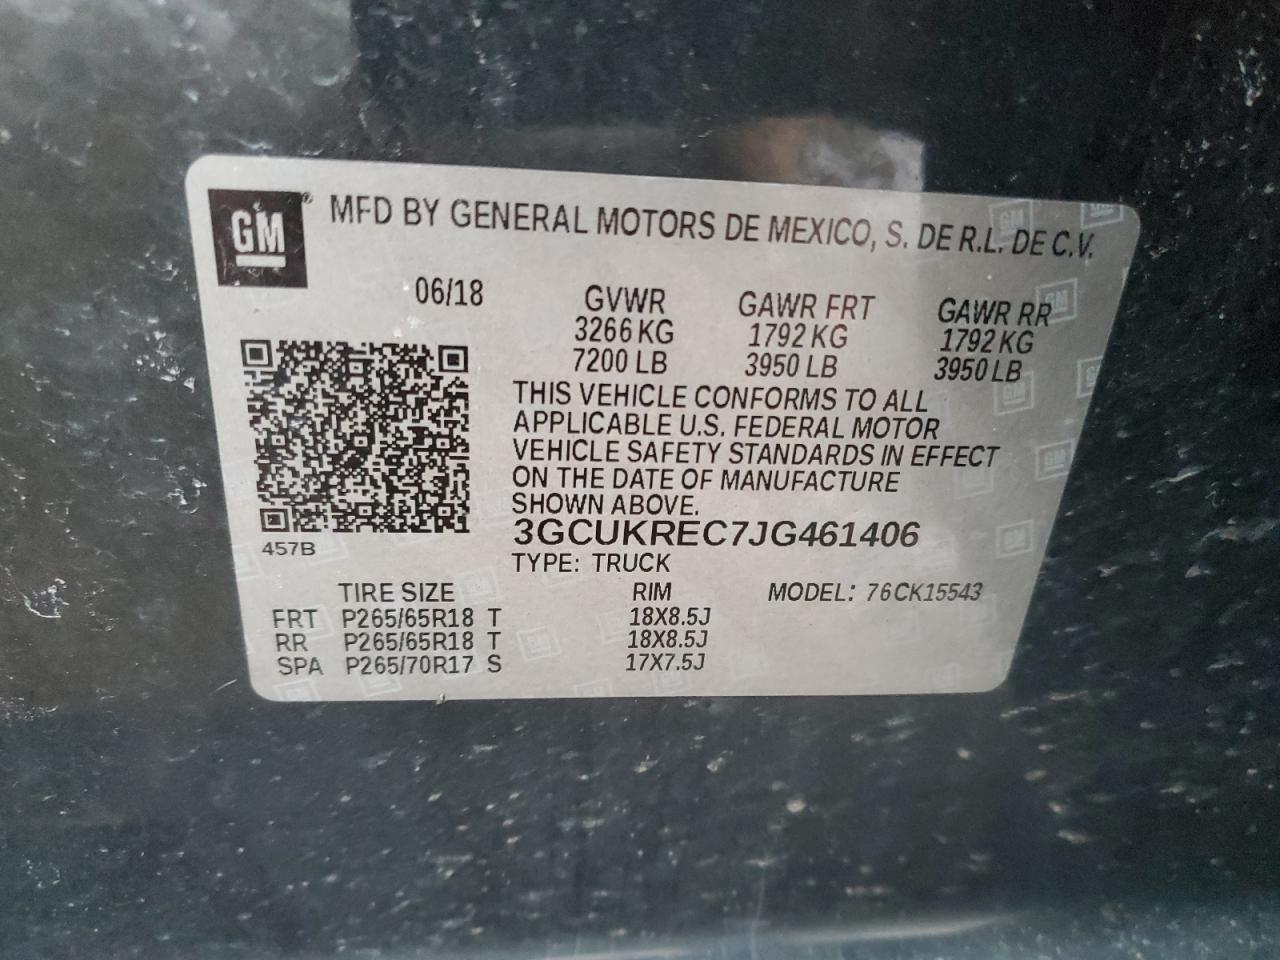 GM ® MFD BY GENERAL MOTORS DE MEXICO, S. DE R.L. DE C.V.
06/18
GVWR GAWR FRT GAWR RR
3266 KG 1792 KG 1792 KG
7200 LB 3950 LB 3950 LB
THIS VEHICLE CONFORMS TO ALL
APPLICABLE U.S. FEDERAL MOTOR
VEHICLE SAFETY STANDARDS IN EFFECT
ON THE DATE OF MANUFACTURE
SHOWN ABOVE.
3GCUKREC7JG461406
457B
TYPE: TRUCK
TIRE SIZE RIM MODEL: 76CK15543
FRT P265/65R18 T 18X8.5J
RR P265/65R18 T 18X8.5J
SPA P265/70R17 S 17X7.5J